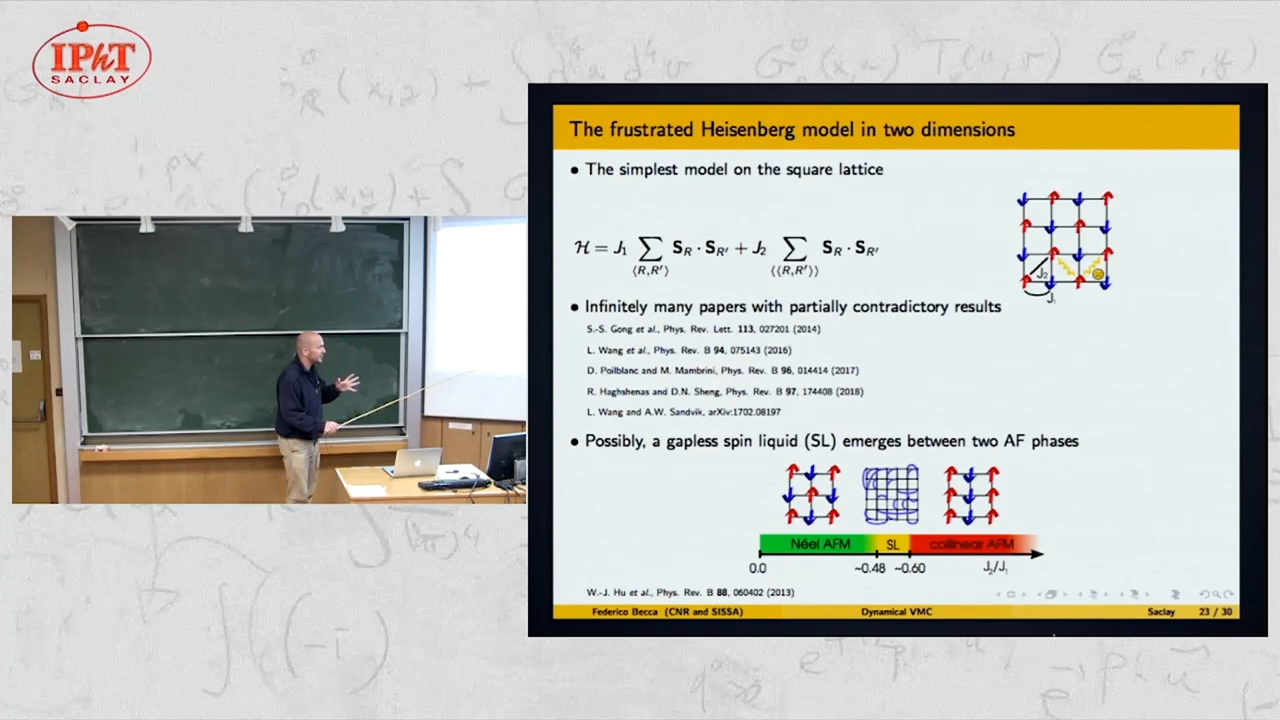 IPhT
SACLAY
The frustrated Heisenberg model in two dimensions
• The simplest model on the square lattice
H = J₁ ∑ S_R · S_R′ + J₂ ∑ S_R · S_R′
⟨R,R′⟩ ⟨⟨R,R′⟩⟩
J₂
J₁
• Infinitely many papers with partially contradictory results
S.-S. Gong et al., Phys. Rev. Lett. 113, 027201 (2014)
L. Wang et al., Phys. Rev. B 94, 075143 (2016)
D. Poilblanc and M. Mambrini, Phys. Rev. B 96, 014414 (2017)
R. Haghshenas and D.N. Sheng, Phys. Rev. B 97, 174408 (2018)
L. Wang and A.W. Sandvik, arXiv:1702.08197
• Possibly, a gapless spin liquid (SL) emerges between two AF phases
Néel AFM SL collinear AFM
0.0 ~0.48 ~0.60 J₂/J₁
W.-J. Hu et al., Phys. Rev. B 88, 060402 (2013)
Federico Becca (CNR and SISSA) Dynamical VMC Saclay 23 / 30